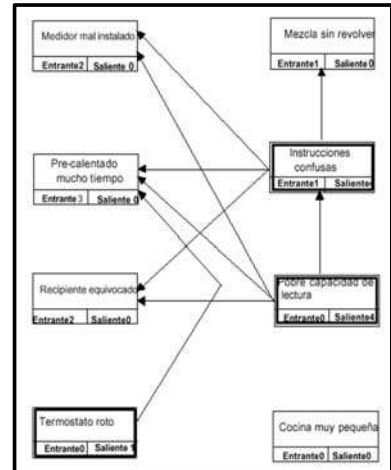 Medidor mal instalado
Entrante2 Saliente 0
Mezcla sin revolver
Entrante1 Saliente0
Pre-calentado
mucho tiempo
Entrante 3 Saliente 0
Instrucciones
confusas
Entrante1
Recipiente equivocado
Entrante2 Saliente0
Pobre capacidad de
lectura
Entrante0 Saliente4
Termostato roto
Entrante0 Saliente 1
Cocina muy pequeña
Entrante0 Saliente0